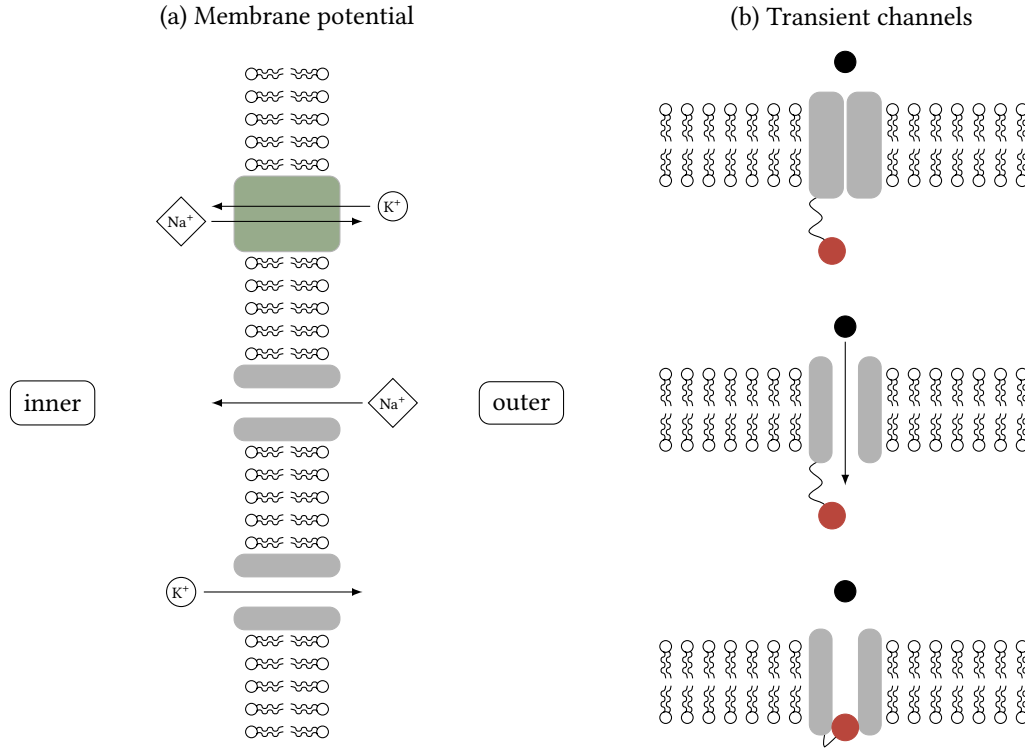 (a) Membrane potential
(b) Transient channels
K⁺
Na⁺
inner
Na⁺
outer
K⁺